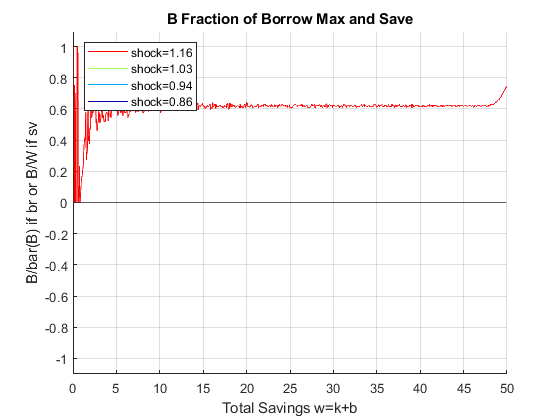 B Fraction of Borrow Max and Save
shock=1.16
shock=1.03
shock=0.94
shock=0.86
B/bar(B) if br or B/W if sv
1
0.8
0.6
0.4
0.2
0
-0.2
-0.4
-0.6
-0.8
-1
0 5 10 15 20 25 30 35 40 45 50
Total Savings w=k+b